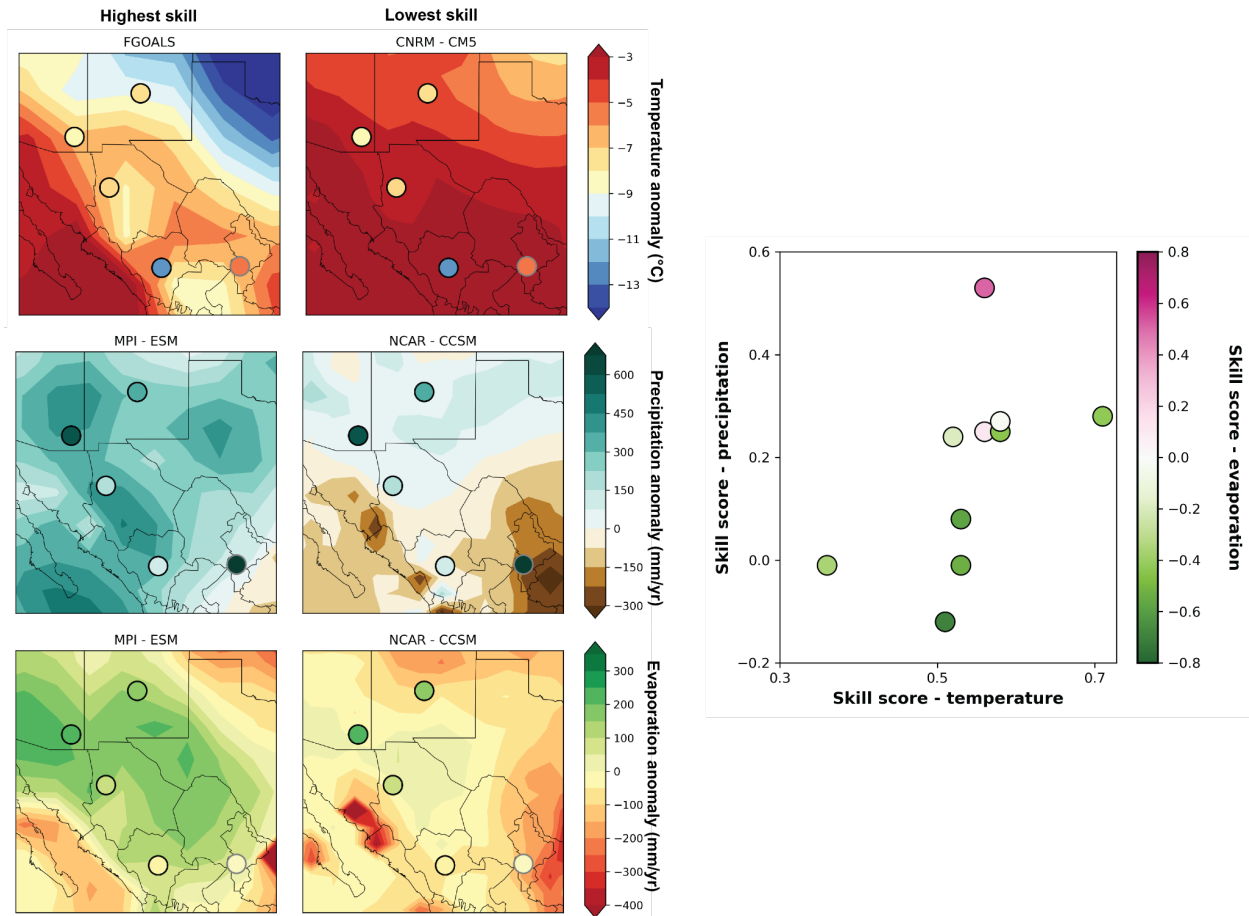 Highest skill
Lowest skill
FGOALS
CNRM - CM5
−3
−5
−7
−9
−11
−13
Temperature anomaly (°C)
MPI - ESM
NCAR - CCSM
600
450
300
150
0
−150
−300
Precipitation anomaly (mm/yr)
MPI - ESM
NCAR - CCSM
300
200
100
0
−100
−200
−300
−400
Evaporation anomaly (mm/yr)
0.6
0.4
0.2
0.0
−0.2
Skill score - precipitation
0.3
0.5
0.7
Skill score - temperature
0.8
0.6
0.4
0.2
0.0
−0.2
−0.4
−0.6
−0.8
Skill score - evaporation